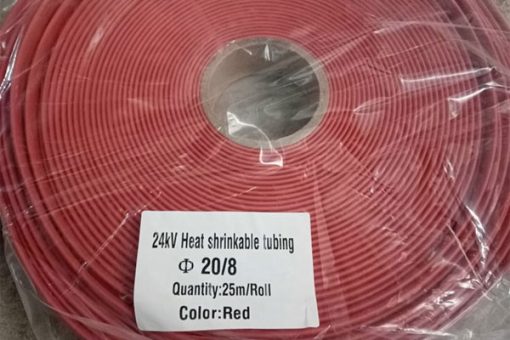 24kV Heat shrinkable tubing
Φ 20/8
Quantity:25m/Roll
Color:Red